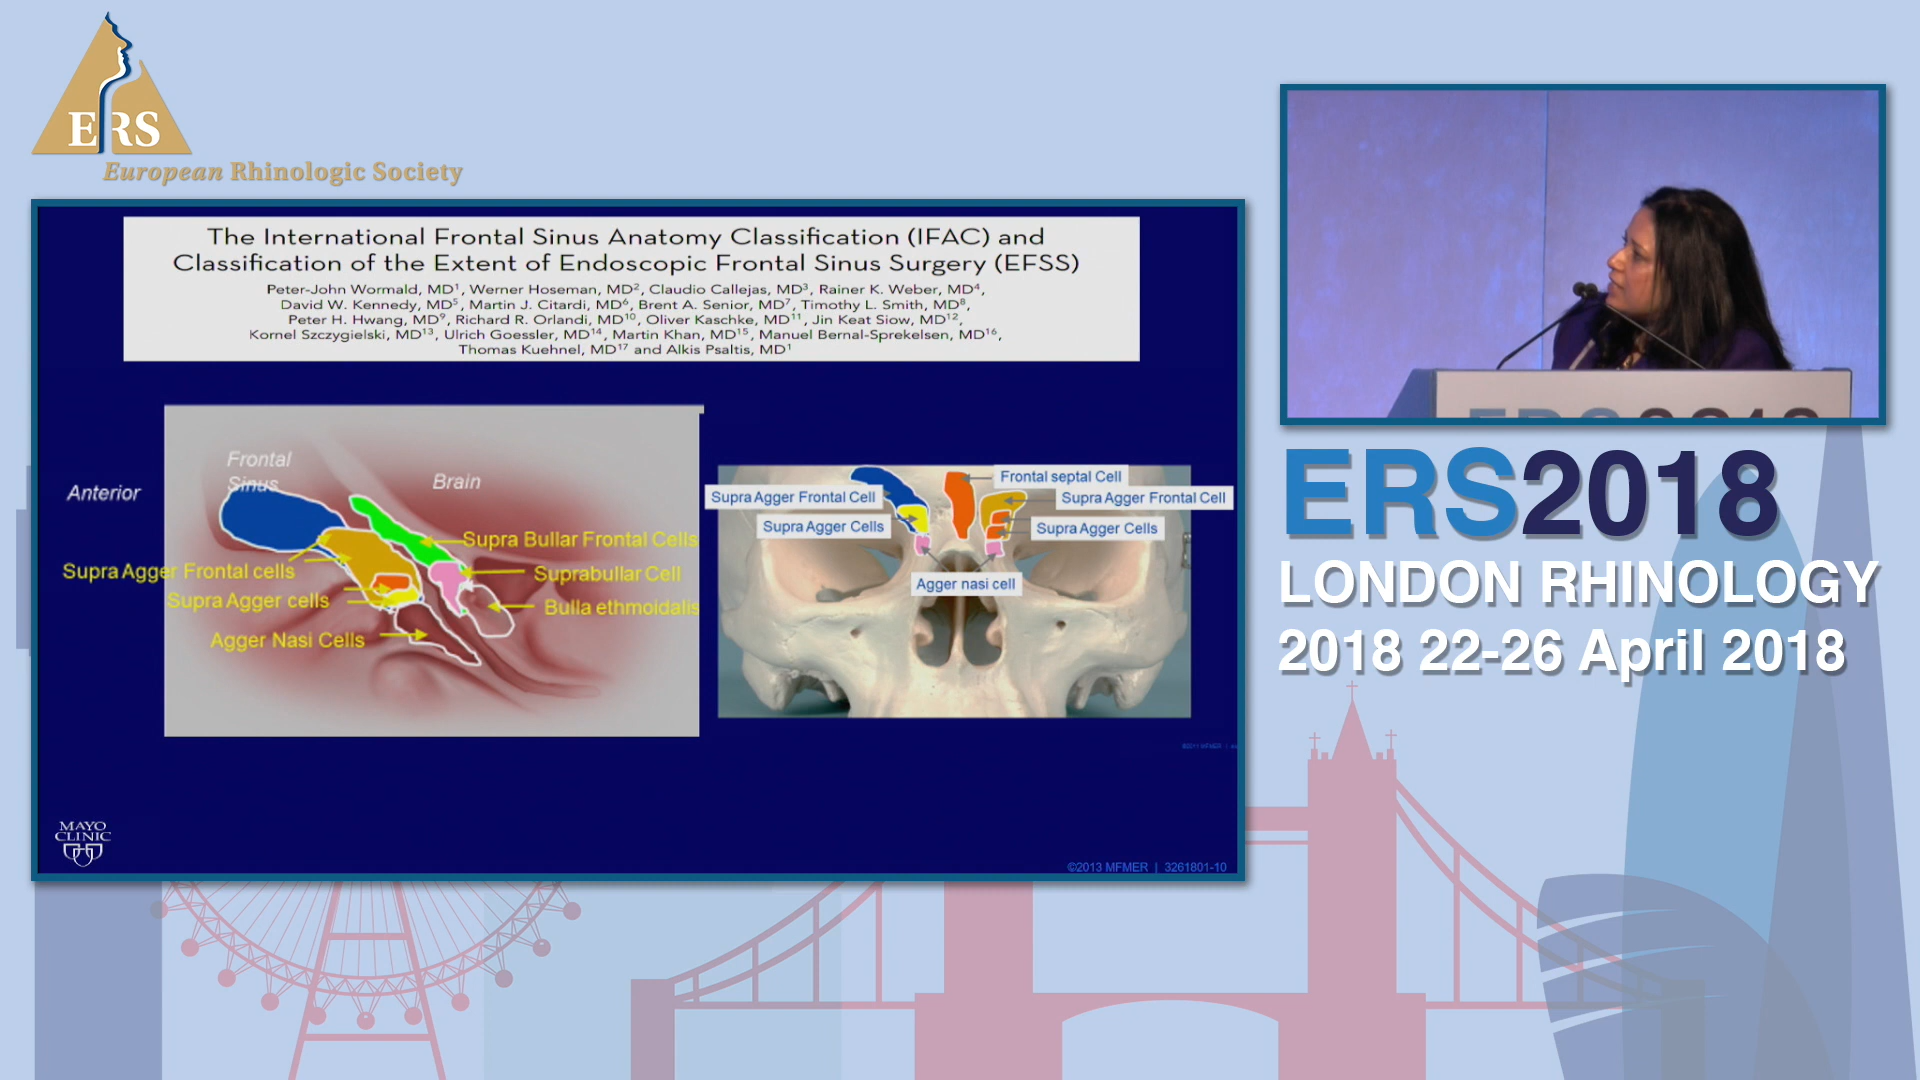 ERS
European Rhinologic Society
The International Frontal Sinus Anatomy Classification (IFAC) and
Classification of the Extent of Endoscopic Frontal Sinus Surgery (EFSS)
Peter-John Wormald, MD¹, Werner Hoseman, MD², Claudio Callejas, MD³, Rainer K. Weber, MD⁴,
David W. Kennedy, MD⁵, Martin J. Citardi, MD⁶, Brent A. Senior, MD⁷, Timothy L. Smith, MD⁸,
Peter H. Hwang, MD⁹, Richard R. Orlandi, MD¹⁰, Oliver Kaschke, MD¹¹, Jin Keat Siow, MD¹²,
Kornel Szczygielski, MD¹³, Ulrich Goessler, MD¹⁴, Martin Khan, MD¹⁵, Manuel Bernal-Sprekelsen, MD¹⁶,
Thomas Kuehnel, MD¹⁷ and Alkis Psaltis, MD¹
Anterior
Frontal
Sinus
Brain
Supra Bullar Frontal Cells
Supra Agger Frontal cells
Suprabullar Cell
Supra Agger cells
Bulla ethmoidalis
Agger Nasi Cells
Frontal septal Cell
Supra Agger Frontal Cell
Supra Agger Frontal Cell
Supra Agger Cells
Supra Agger Cells
Agger nasi cell
MAYO
CLINIC
©2013 MFMER | 3261801-10
ERS 2018
ERS2018
LONDON RHINOLOGY
2018 22-26 April 2018